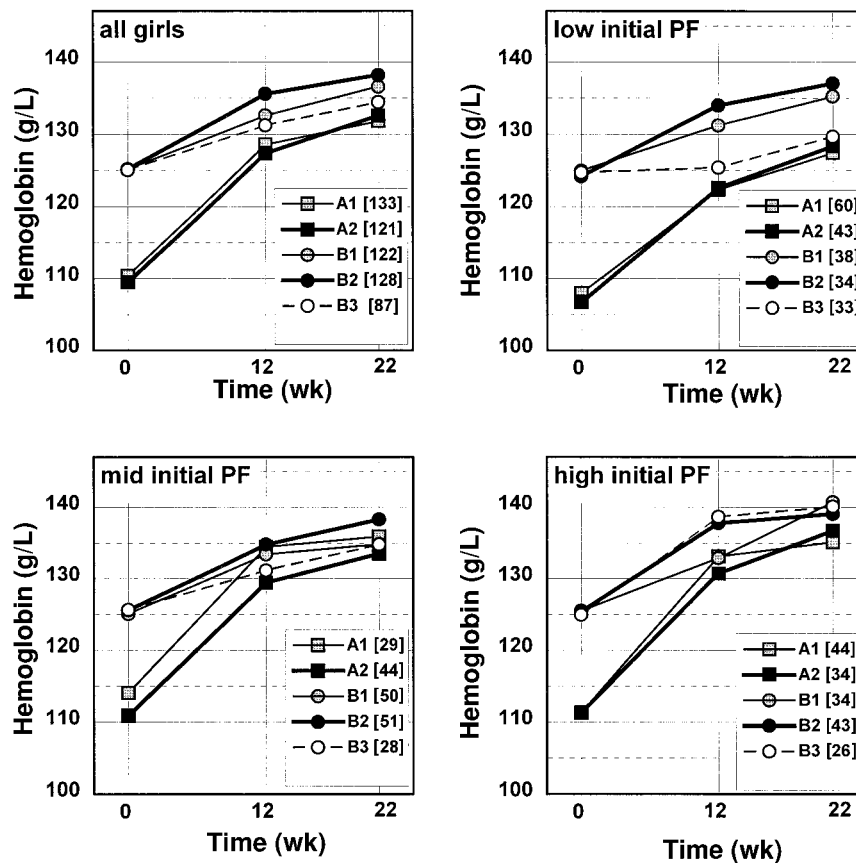 all girls
Hemoglobin (g/L)
140
130
120
110
100
A1 [133]
A2 [121]
B1 [122]
B2 [128]
B3 [87]
0 12 22
Time (wk)
low initial PF
Hemoglobin (g/L)
140
130
120
110
100
A1 [60]
A2 [43]
B1 [38]
B2 [34]
B3 [33]
0 12 22
Time (wk)
mid initial PF
Hemoglobin (g/L)
140
130
120
110
100
A1 [29]
A2 [44]
B1 [50]
B2 [51]
B3 [28]
0 12 22
Time (wk)
high initial PF
Hemoglobin (g/L)
140
130
120
110
100
A1 [44]
A2 [34]
B1 [34]
B2 [43]
B3 [26]
0 12 22
Time (wk)